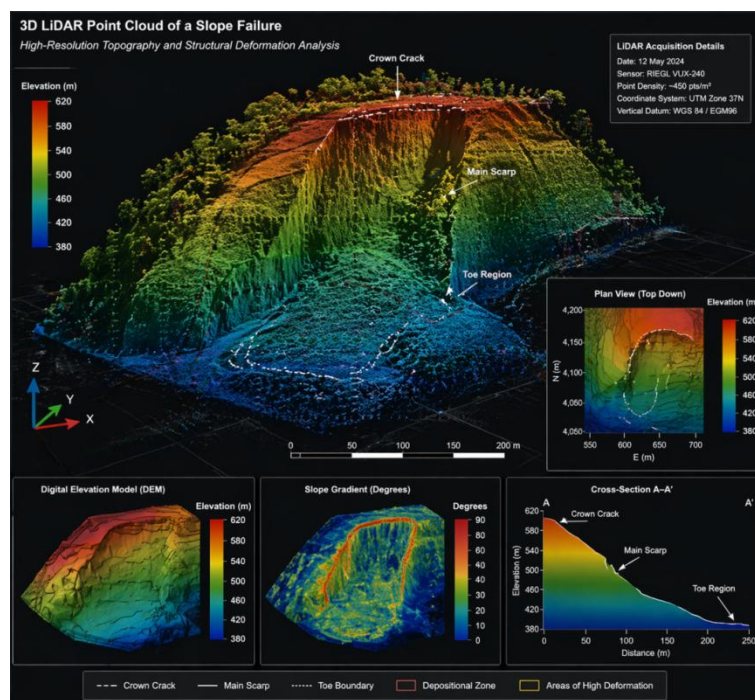 3D LiDAR Point Cloud of a Slope Failure
High-Resolution Topography and Structural Deformation Analysis
LiDAR Acquisition Details
Date: 12 May 2024
Sensor: RIEGL VUX-240
Point Density: ~450 pts/m²
Coordinate System: UTM Zone 37N
Vertical Datum: WGS 84 / EGM96
Elevation (m)
620
580
540
500
460
420
380
Crown Crack
Main Scarp
Toe Region
Z
Y
X
0
50
100
150
200 m
Plan View (Top Down)
Elevation (m)
4,200
4,150
4,100
4,050
4,050
N (m)
550
600
650
700
E (m)
620
580
540
500
460
420
380
Digital Elevation Model (DEM)
Elevation (m)
620
580
540
500
460
420
380
Slope Gradient (Degrees)
Degrees
90
80
70
60
40
30
20
10
0
Cross-Section A–A'
A
A'
620
580
540
500
460
420
380
Elevation (m)
Crown Crack
Main Scarp
Toe Region
0
50
100
150
200
250
Distance (m)
Crown Crack
Main Scarp
Toe Boundary
Depositional Zone
Areas of High Deformation